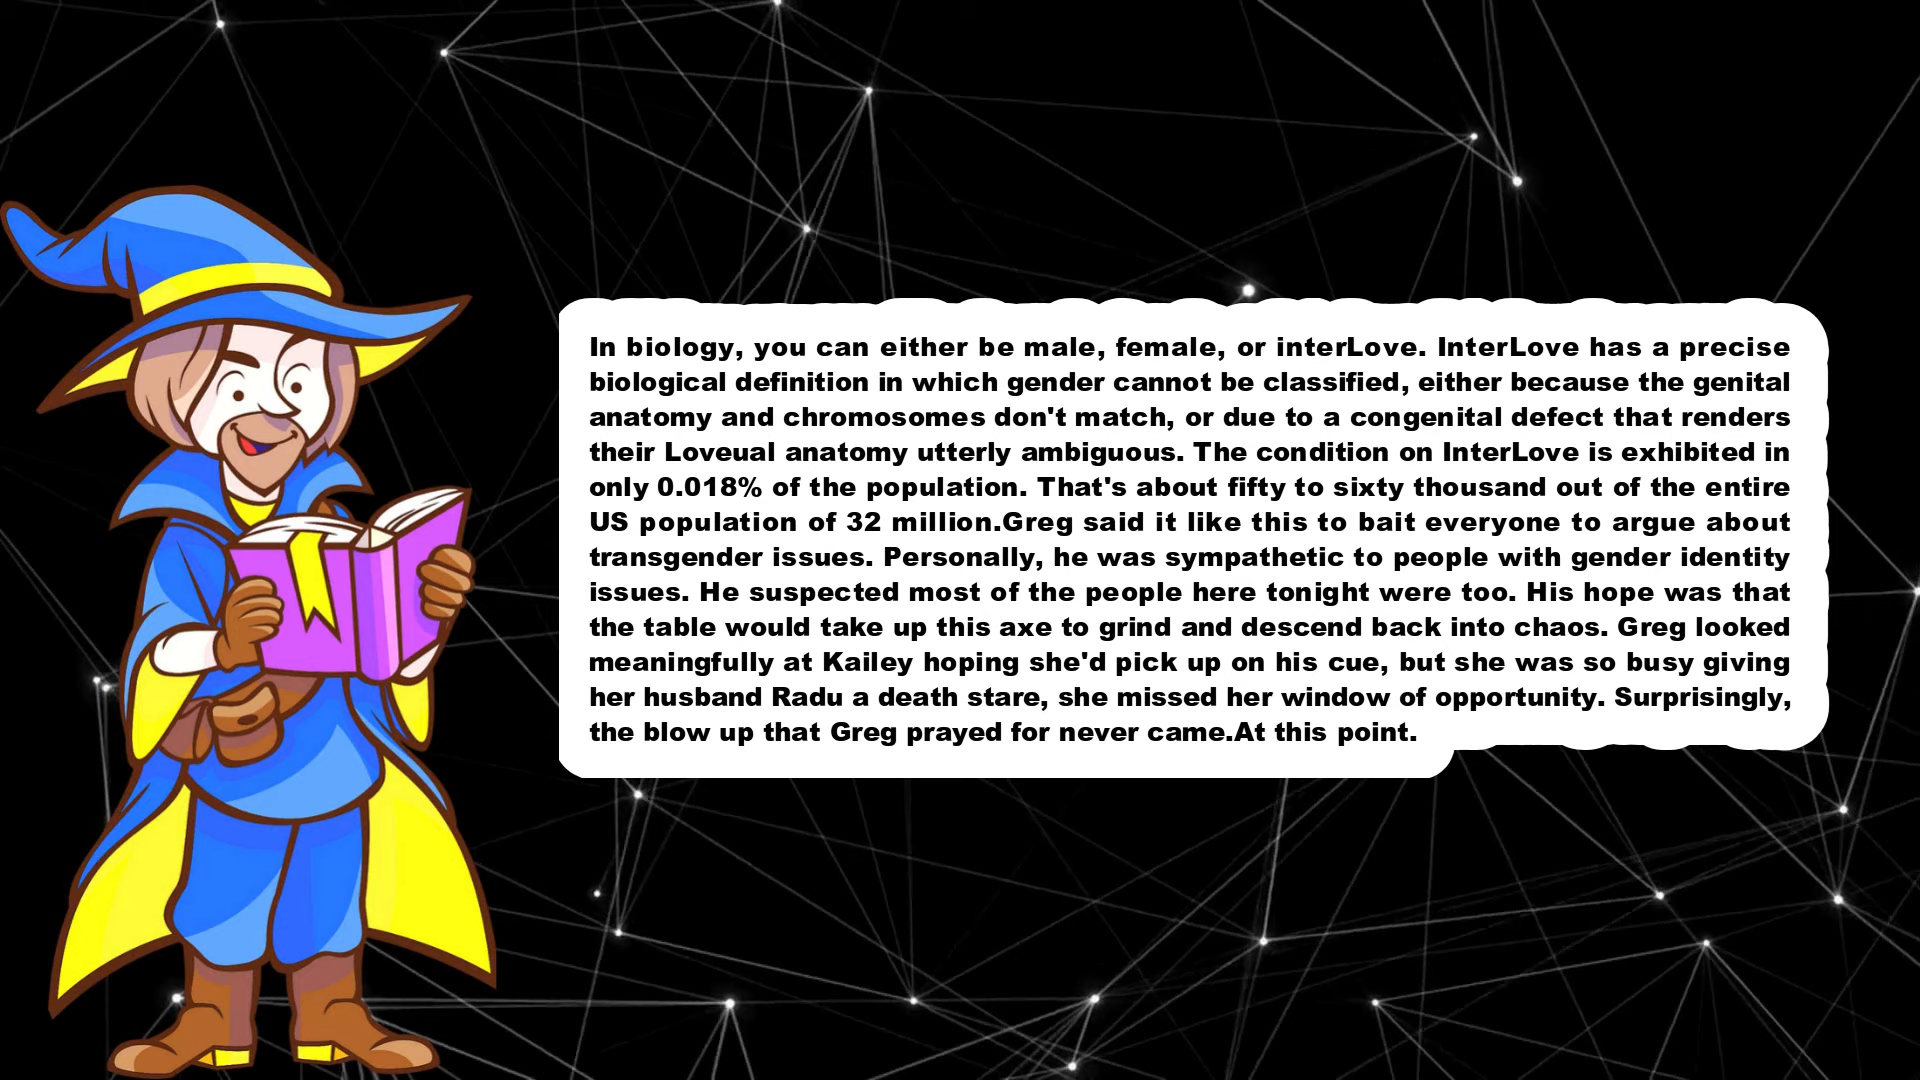 In biology, you can either be male, female, or interLove. InterLove has a precise
biological definition in which gender cannot be classified, either because the genital
anatomy and chromosomes don't match, or due to a congenital defect that renders
their Loveual anatomy utterly ambiguous. The condition on InterLove is exhibited in
only 0.018% of the population. That's about fifty to sixty thousand out of the entire
US population of 32 million.Greg said it like this to bait everyone to argue about
transgender issues. Personally, he was sympathetic to people with gender identity
issues. He suspected most of the people here tonight were too. His hope was that
the table would take up this axe to grind and descend back into chaos. Greg looked
meaningfully at Kailey hoping she'd pick up on his cue, but she was so busy giving
her husband Radu a death stare, she missed her window of opportunity. Surprisingly,
the blow up that Greg prayed for never came.At this point.